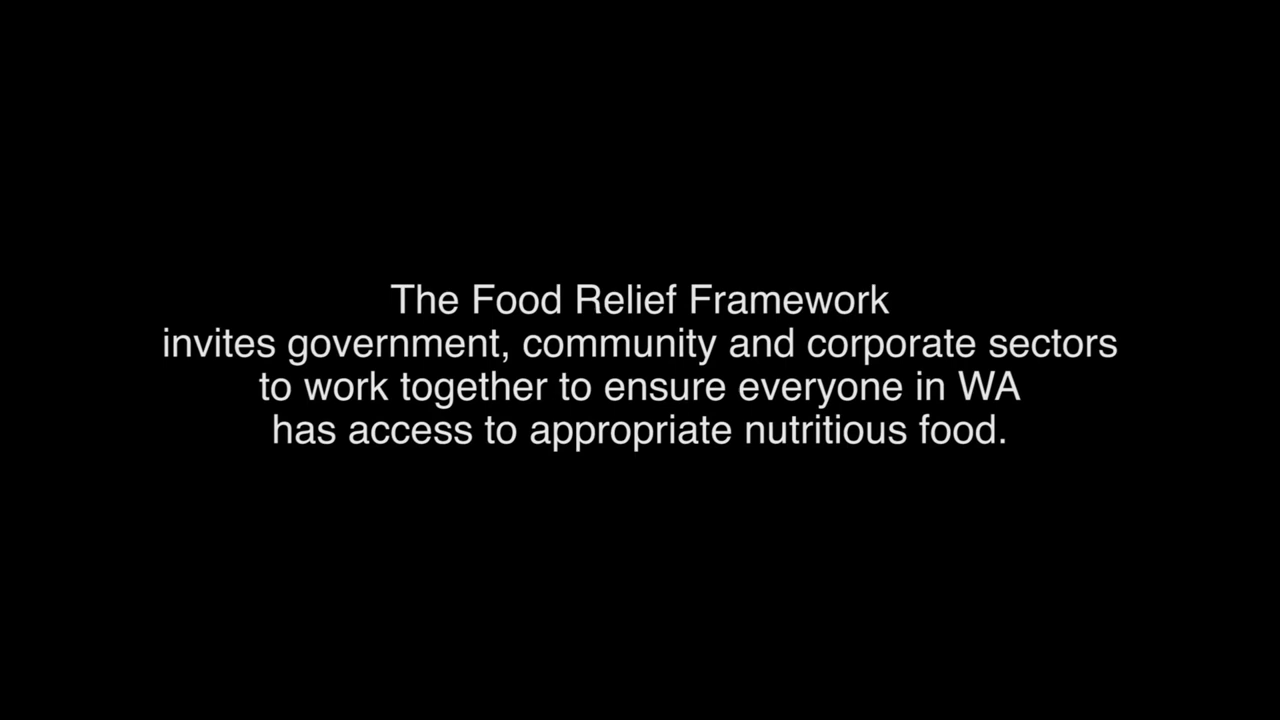 The Food Relief Framework
invites government, community and corporate sectors
to work together to ensure everyone in WA
has access to appropriate nutritious food.